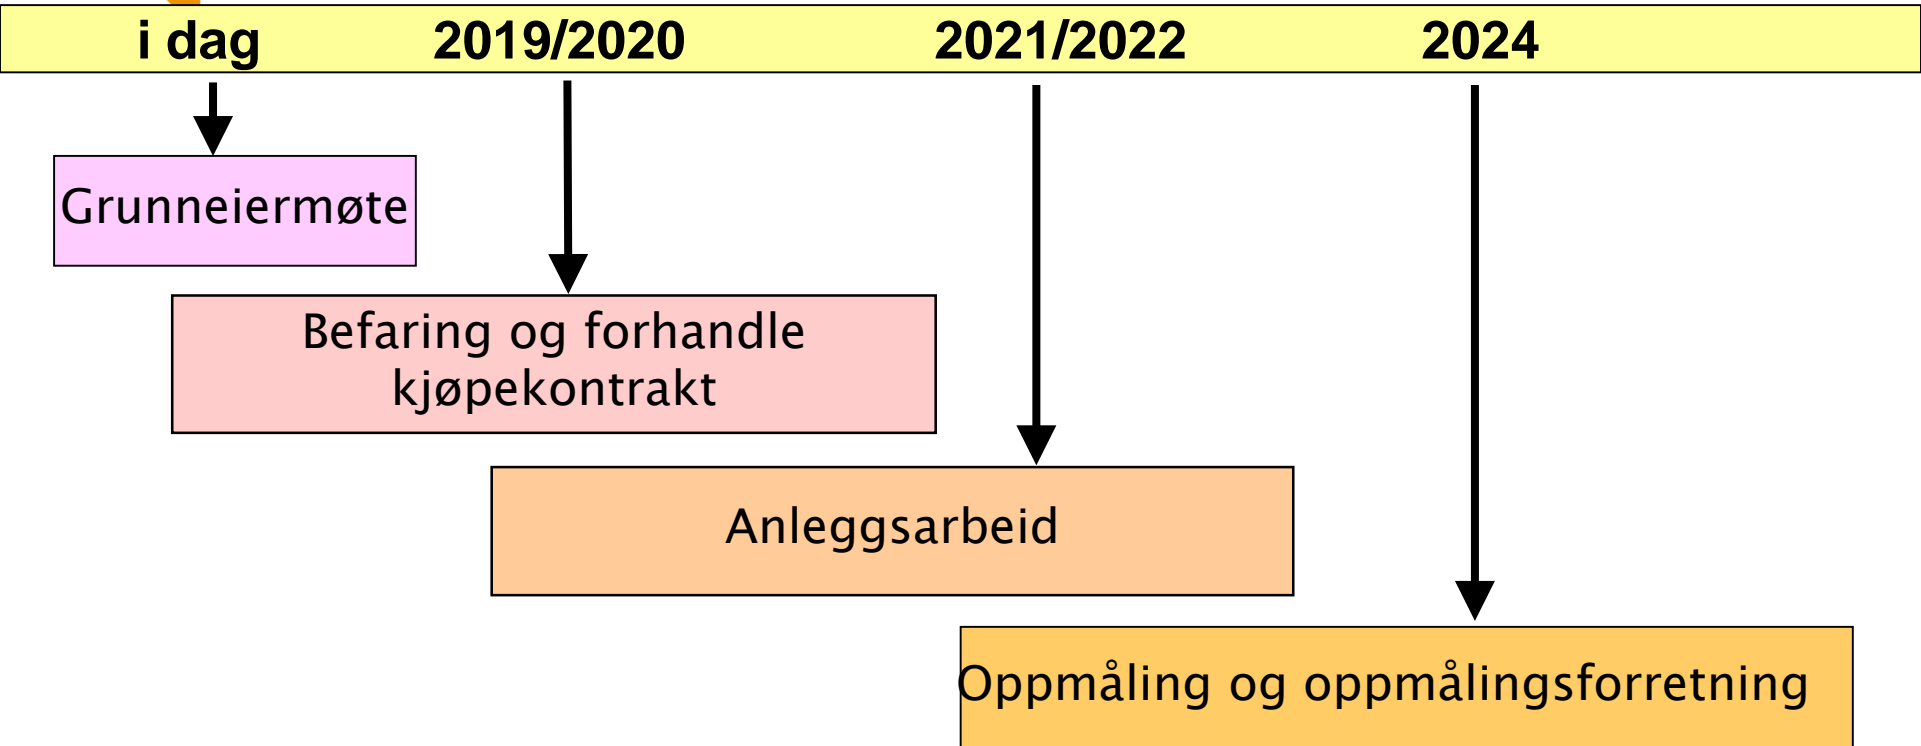 i dag 2019/2020 2021/2022 2024
Grunneiermøte
Befaring og forhandle
kjøpekontrakt
Anleggsarbeid
Oppmåling og oppmålingsforretning